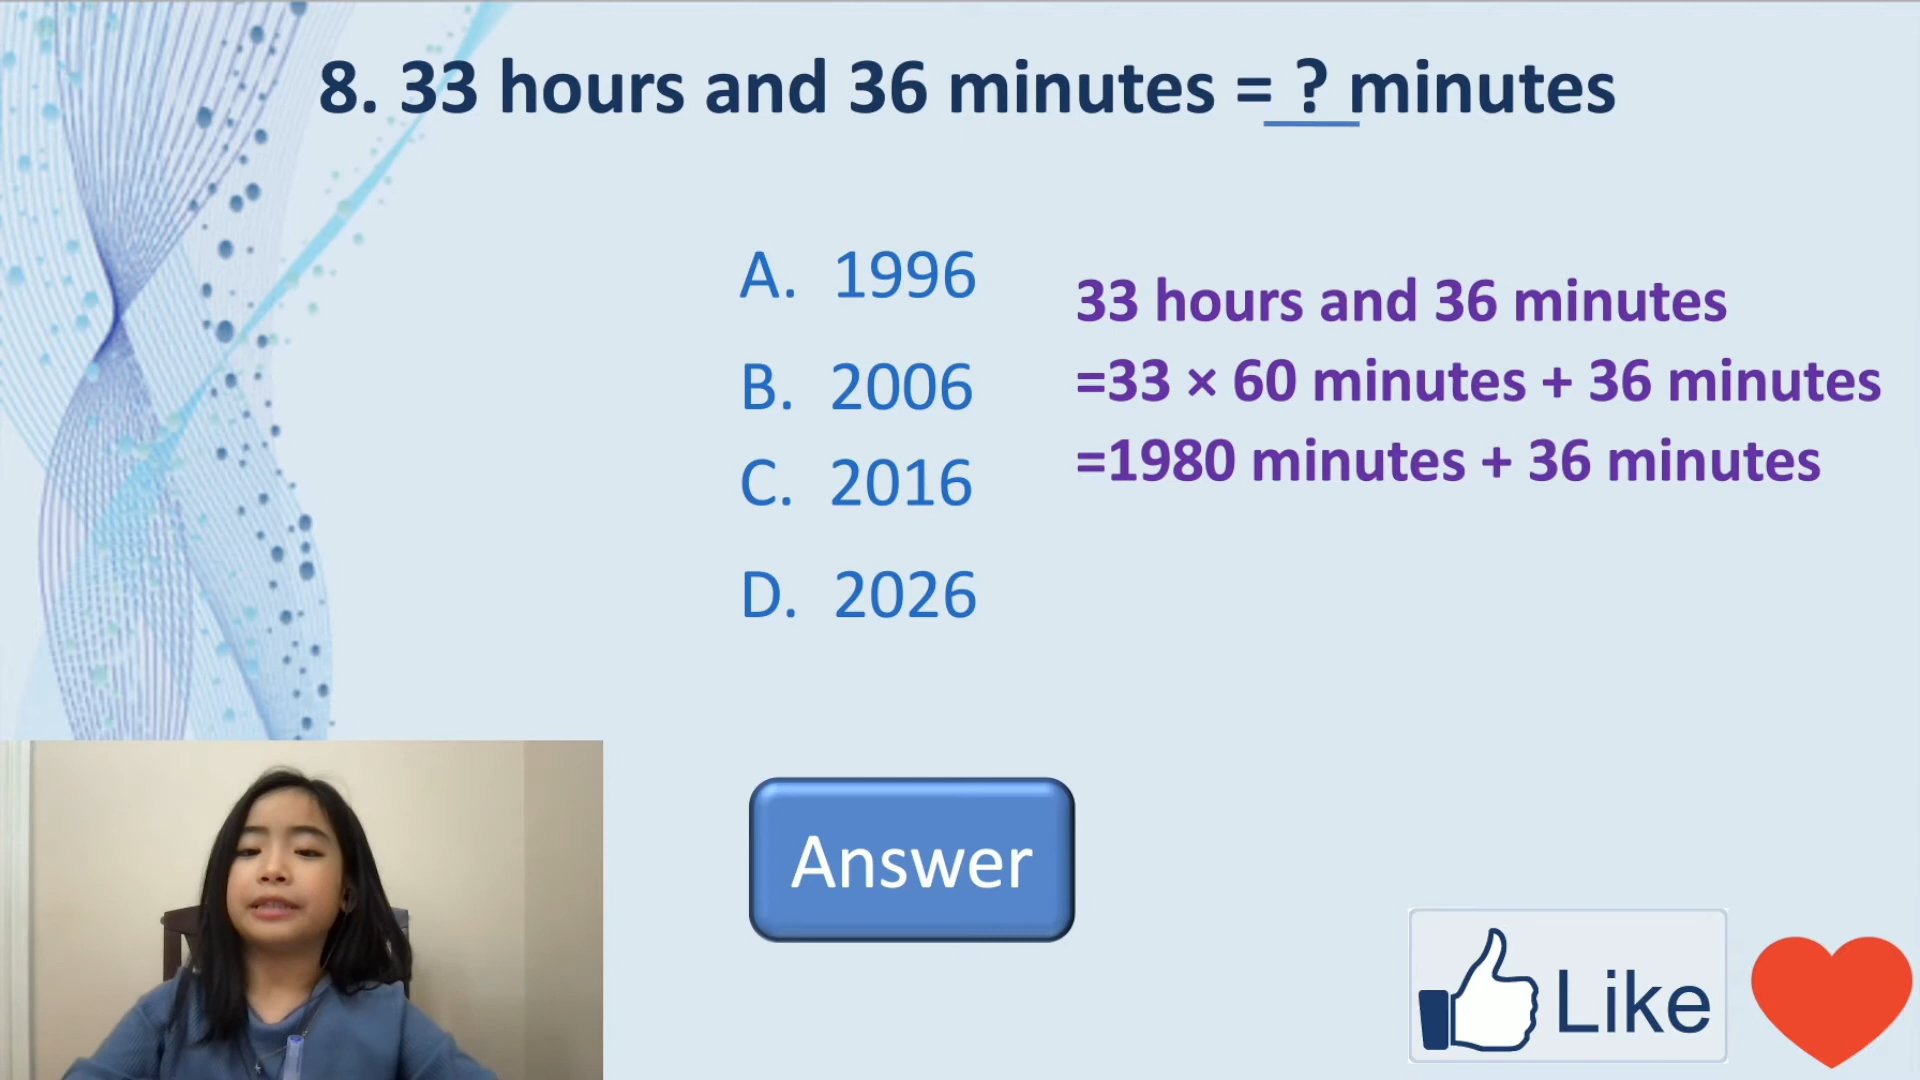 8. 33 hours and 36 minutes = ? minutes
A. 1996
B. 2006
C. 2016
D. 2026
33 hours and 36 minutes
=33 × 60 minutes + 36 minutes
=1980 minutes + 36 minutes
Answer
Like